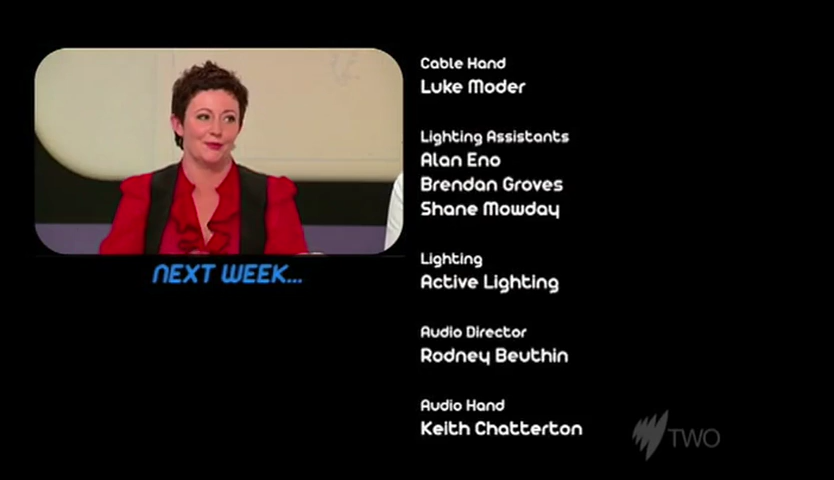 Cable Hand
Luke Moder
Lighting Assistants
Alan Eno
Brendan Groves
Shane Mowday
NEXT WEEK...
Lighting
Active Lighting
Audio Director
Rodney Beuthin
Audio Hand
Keith Chatterton
TWO